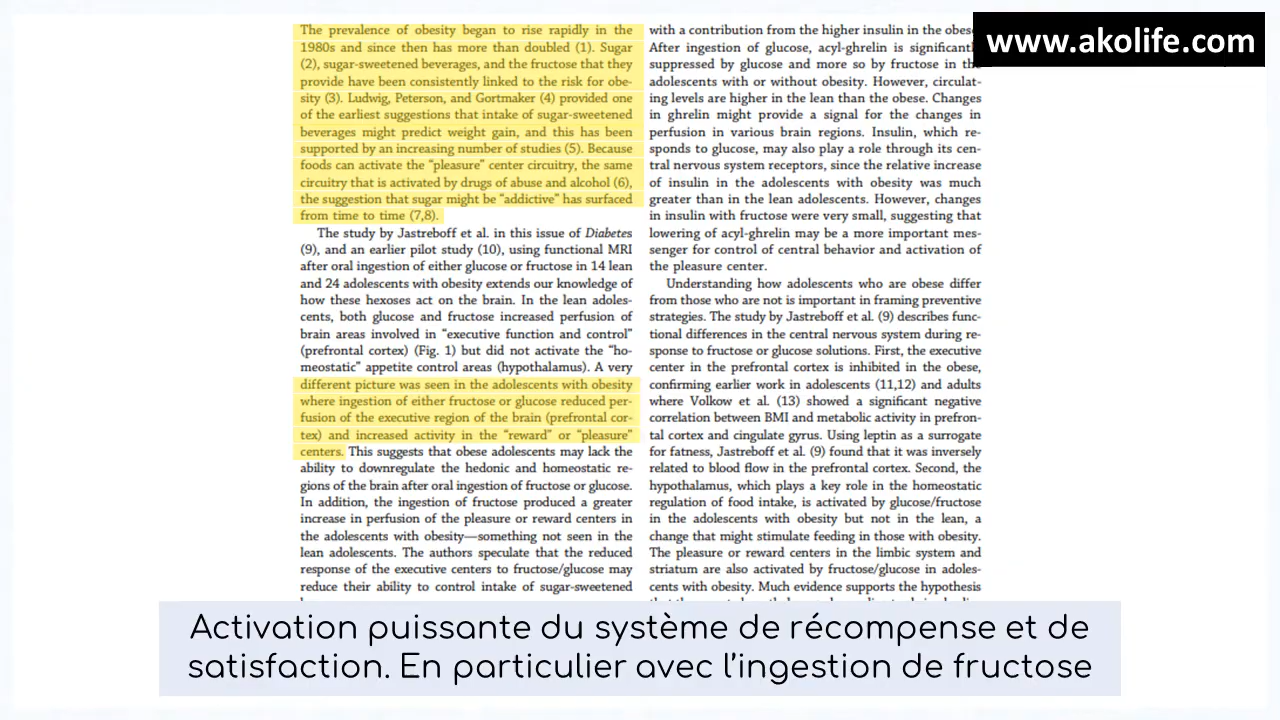 The prevalence of obesity began to rise rapidly in the
1980s and since then has more than doubled (1). Sugar
(2), sugar-sweetened beverages, and the fructose that they
provide have been consistently linked to the risk for obe-
sity (3). Ludwig, Peterson, and Gortmaker (4) provided one
of the earliest suggestions that intake of sugar-sweetened
beverages might predict weight gain, and this has been
supported by an increasing number of studies (5). Because
foods can activate the “pleasure” center circuitry, the same
circuitry that is activated by drugs of abuse and alcohol (6),
the suggestion that sugar might be “addictive” has surfaced
from time to time (7,8).
The study by Jastreboff et al. in this issue of Diabetes
(9), and an earlier pilot study (10), using functional MRI
after oral ingestion of either glucose or fructose in 14 lean
and 24 adolescents with obesity extends our knowledge of
how these hexoses act on the brain. In the lean adoles-
cents, both glucose and fructose increased perfusion of
brain areas involved in “executive function and control”
(prefrontal cortex) (Fig. 1) but did not activate the “ho-
meostatic” appetite control areas (hypothalamus). A very
different picture was seen in the adolescents with obesity
where ingestion of either fructose or glucose reduced per-
fusion of the executive region of the brain (prefrontal cor-
tex) and increased activity in the “reward” or “pleasure”
centers. This suggests that obese adolescents may lack the
ability to downregulate the hedonic and homeostatic re-
gions of the brain after oral ingestion of fructose or glucose.
In addition, the ingestion of fructose produced a greater
increase in perfusion of the pleasure or reward centers in
the adolescents with obesity—something not seen in the
lean adolescents. The authors speculate that the reduced
response of the executive centers to fructose/glucose may
reduce their ability to control intake of sugar-sweetened
with a contribution from the higher insulin in the
After ingestion of glucose, acyl-ghrelin is
suppressed by glucose and more so by fructose in
adolescents with or without obesity. However, circulat-
ing levels are higher in the lean than the obese. Changes
in ghrelin might provide a signal for the changes in
perfusion in various brain regions. Insulin, which re-
sponds to glucose, may also play a role through its cen-
tral nervous system receptors, since the relative increase
of insulin in the adolescents with obesity was much
greater than in the lean adolescents. However, changes
in insulin with fructose were very small, suggesting that
lowering of acyl-ghrelin may be a more important mes-
senger for control of central behavior and activation of
the pleasure center.
Understanding how adolescents who are obese differ
from those who are not is important in framing preventive
strategies. The study by Jastreboff et al. (9) describes func-
tional differences in the central nervous system during re-
sponse to fructose or glucose solutions. First, the executive
center in the prefrontal cortex is inhibited in the obese,
confirming earlier work in adolescents (11,12) and adults
where Volkow et al. (13) showed a significant negative
correlation between BMI and metabolic activity in prefron-
tal cortex and cingulate gyrus. Using leptin as a surrogate
for fatness, Jastreboff et al. (9) found that it was inversely
related to blood flow in the prefrontal cortex. Second, the
hypothalamus, which plays a key role in the homeostatic
regulation of food intake, is activated by glucose/fructose
in the adolescents with obesity but not in the lean, a
change that might stimulate feeding in those with obesity.
The pleasure or reward centers in the limbic system and
striatum are also activated by fructose/glucose in adoles-
cents with obesity. Much evidence supports the hypothesis
www.akolife.com
Activation puissante du système de récompense et de
satisfaction. En particulier avec l’ingestion de fructose